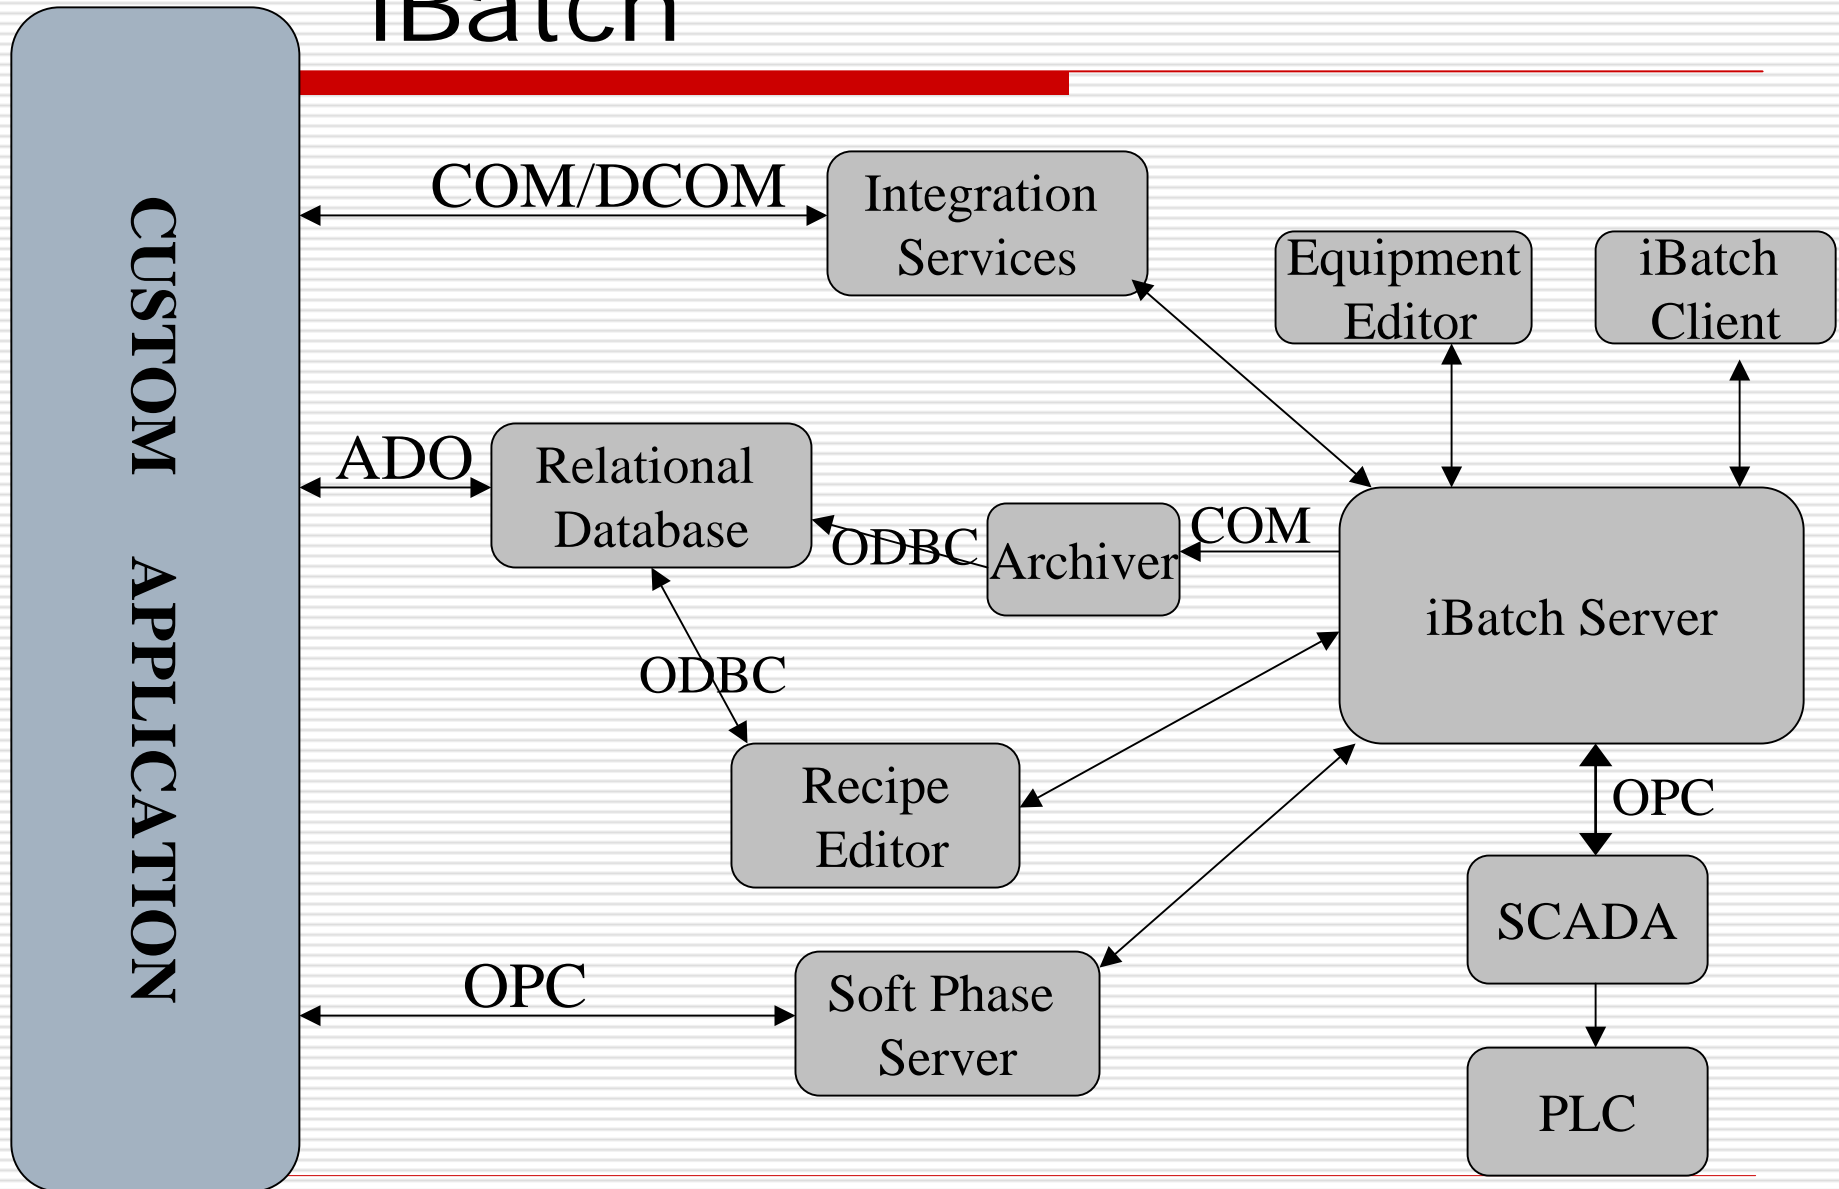 iBatch
CUSTOM APPLICATION
COM/DCOM
Integration
Services
Equipment
Editor
iBatch
Client
ADO
Relational
Database
ODBC
Archiver
COM
iBatch Server
ODBC
Recipe
Editor
OPC
SCADA
OPC
Soft Phase
Server
PLC